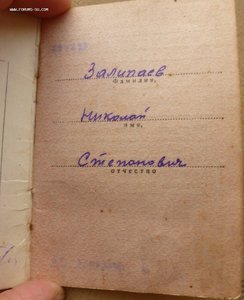 www.forums-su.com
Залипаев
фамилия,
Николай
имя,
Степанович
отчество